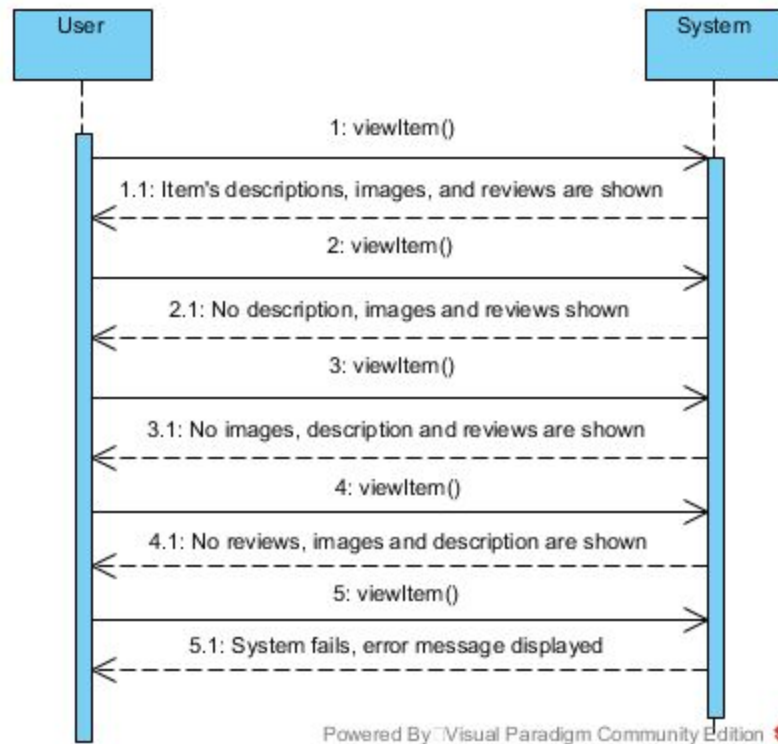 User
System
1: viewItem()
1.1: Item's descriptions, images, and reviews are shown
2: viewItem()
2.1: No description, images and reviews shown
3: viewItem()
3.1: No images, description and reviews are shown
4: viewItem()
4.1: No reviews, images and description are shown
5: viewItem()
5.1: System fails, error message displayed
Powered By Visual Paradigm Community Edition